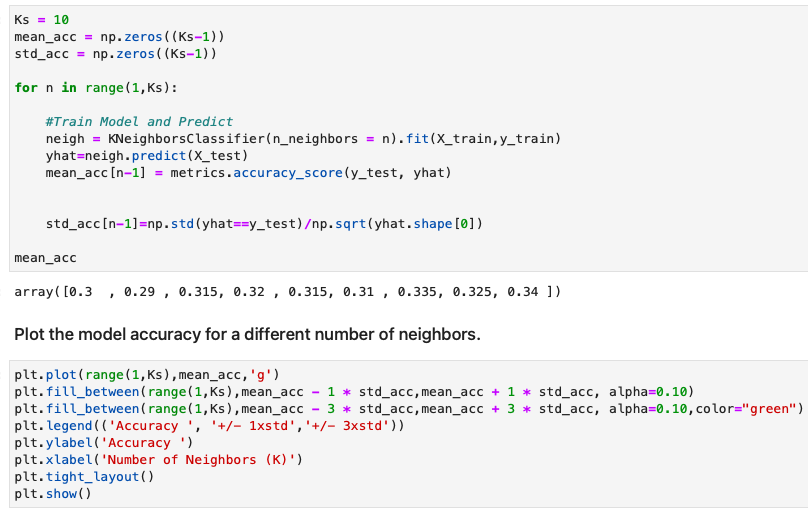 Ks = 10
mean_acc = np.zeros((Ks-1))
std_acc = np.zeros((Ks-1))
for n in range(1,Ks):
    #Train Model and Predict
    neigh = KNeighborsClassifier(n_neighbors = n).fit(X_train,y_train)
    yhat=neigh.predict(X_test)
    mean_acc[n-1] = metrics.accuracy_score(y_test, yhat)
    std_acc[n-1]=np.std(yhat==y_test)/np.sqrt(yhat.shape[0])
mean_acc
array([0.3  , 0.29 , 0.315, 0.32 , 0.315, 0.31 , 0.335, 0.325, 0.34 ])
Plot the model accuracy for a different number of neighbors.
plt.plot(range(1,Ks),mean_acc,'g')
plt.fill_between(range(1,Ks),mean_acc - 1 * std_acc,mean_acc + 1 * std_acc, alpha=0.10)
plt.fill_between(range(1,Ks),mean_acc - 3 * std_acc,mean_acc + 3 * std_acc, alpha=0.10,color="green")
plt.legend(('Accuracy ', '+/- 1xstd','+/- 3xstd'))
plt.ylabel('Accuracy ')
plt.xlabel('Number of Neighbors (K)')
plt.tight_layout()
plt.show()